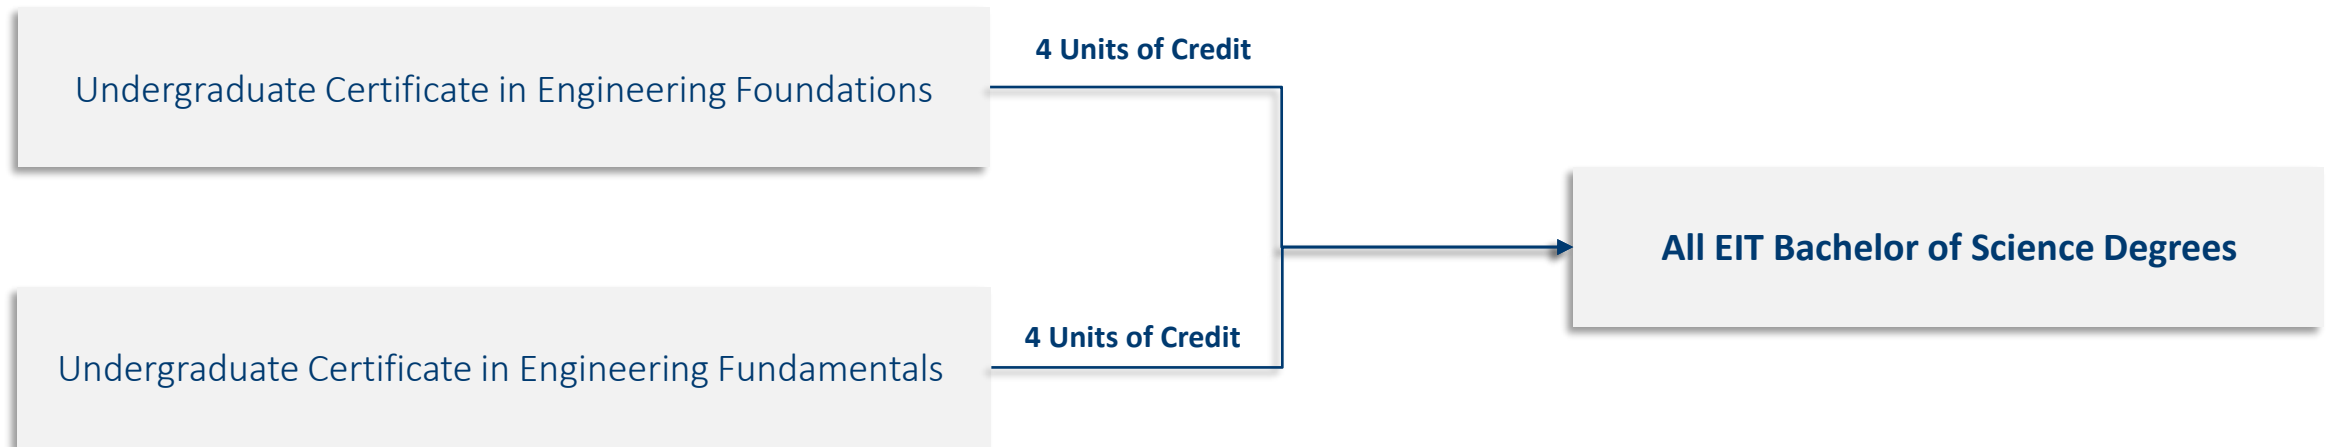 4 Units of Credit
Undergraduate Certificate in Engineering Foundations
All EIT Bachelor of Science Degrees
4 Units of Credit
Undergraduate Certificate in Engineering Fundamentals